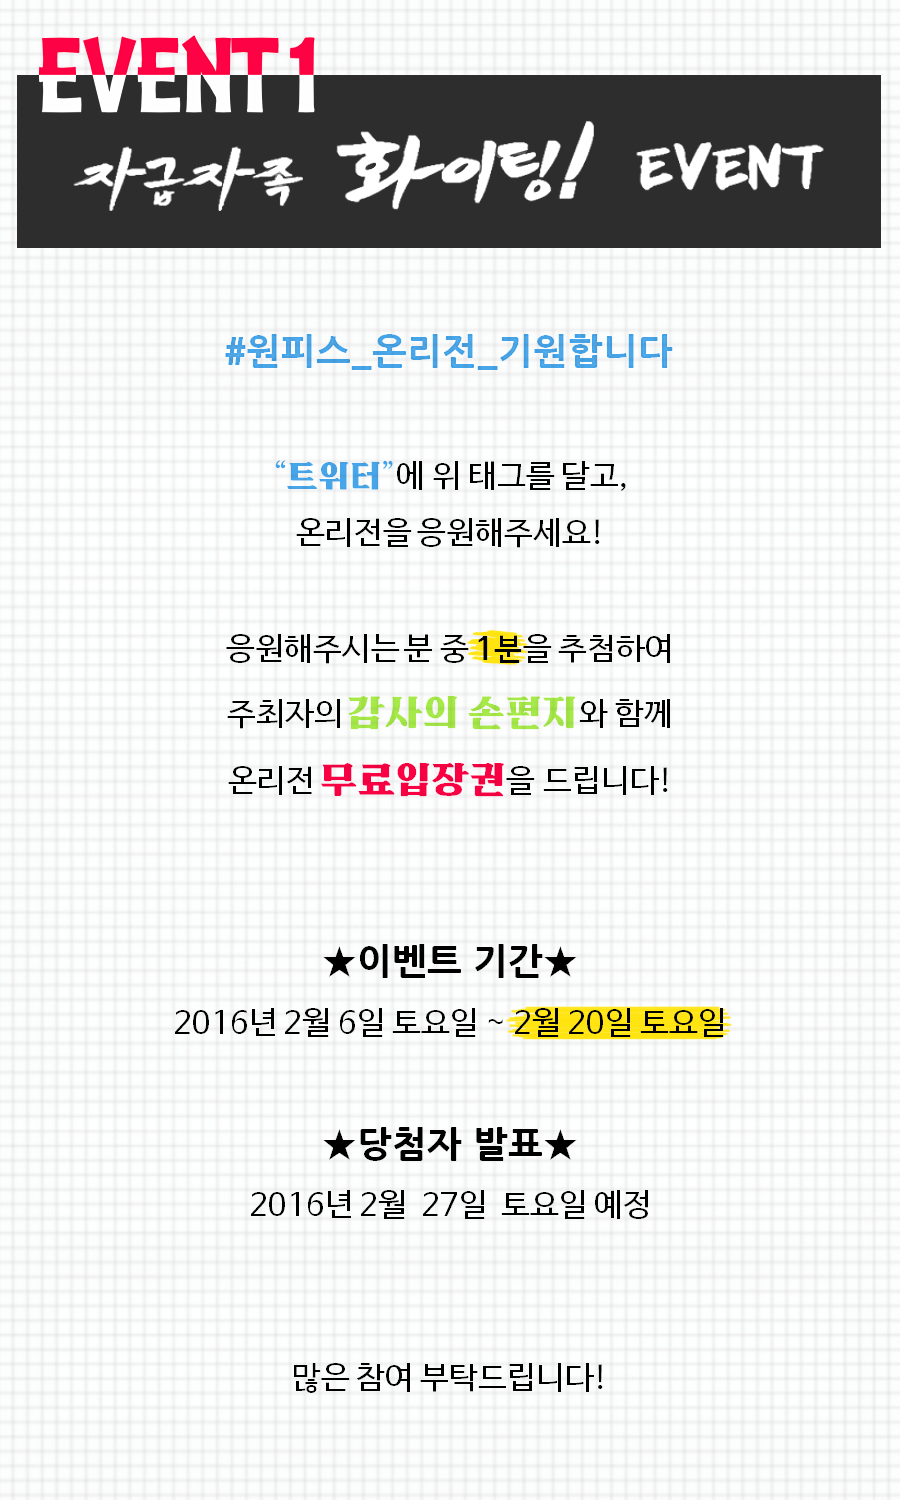 EVENT1
자급자족 화이팅! EVENT
#원피스_온리전_기원합니다
“트위터”에 위 태그를 달고,
온리전을 응원해주세요!
응원해주시는 분 중 1분을 추첨하여
주최자의 감사의 손편지와 함께
온리전 무료입장권을 드립니다!
★이벤트 기간★
2016년 2월 6일 토요일 ~ 2월 20일 토요일
★당첨자 발표★
2016년 2월 27일 토요일 예정
많은 참여 부탁드립니다!